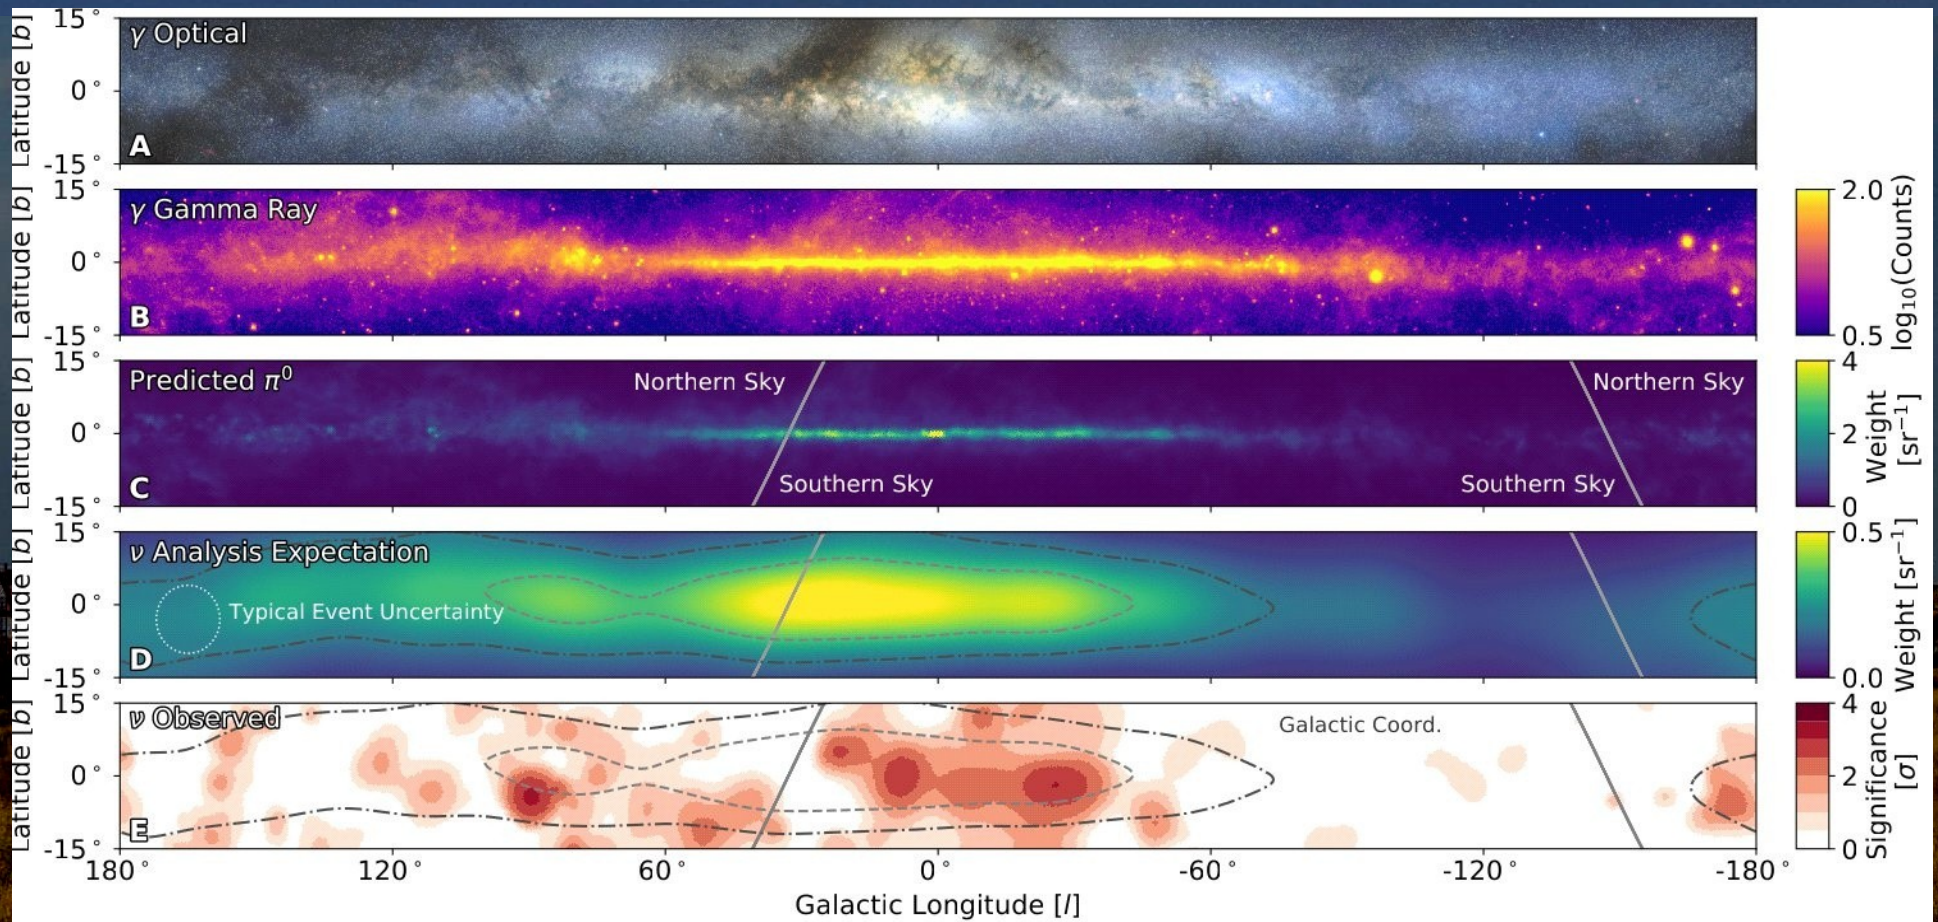 15°
0°
-15°
Latitude [b]
γ Optical
A
15°
0°
-15°
Latitude [b]
γ Gamma Ray
B
2.0
0.5
log₁₀(Counts)
15°
0°
-15°
Latitude [b]
Predicted π⁰
Northern Sky
Northern Sky
Southern Sky
Southern Sky
C
4
2
0
Weight
[sr⁻¹]
15°
0°
-15°
Latitude [b]
ν Analysis Expectation
Typical Event Uncertainty
D
0.5
0.0
Weight [sr⁻¹]
15°
0°
-15°
Latitude [b]
ν Observed
Galactic Coord.
E
4
2
0
Significance
[σ]
180° 120° 60° 0° -60° -120° -180°
Galactic Longitude [l]